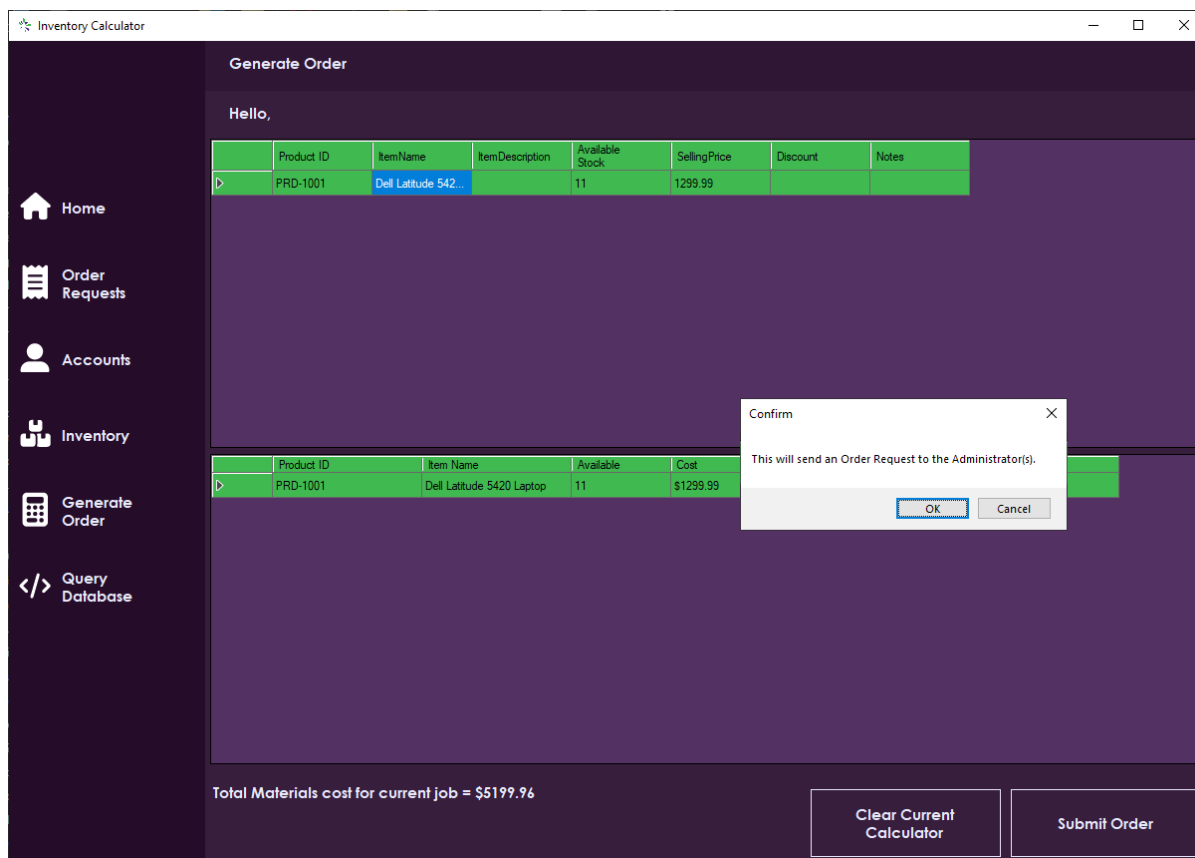 Inventory Calculator
Generate Order
Hello,
Product ID ItemName ItemDescription Available Stock SellingPrice Discount Notes
PRD-1001 Dell Latitude 542... 11 1299.99
Home
Order
Requests
Accounts
Inventory
Generate
Order
Query
Database
Confirm
This will send an Order Request to the Administrator(s).
OK Cancel
Product ID Item Name Available Cost
PRD-1001 Dell Latitude 5420 Laptop 11 $1299.99
Total Materials cost for current job = $5199.96
Clear Current
Calculator
Submit Order